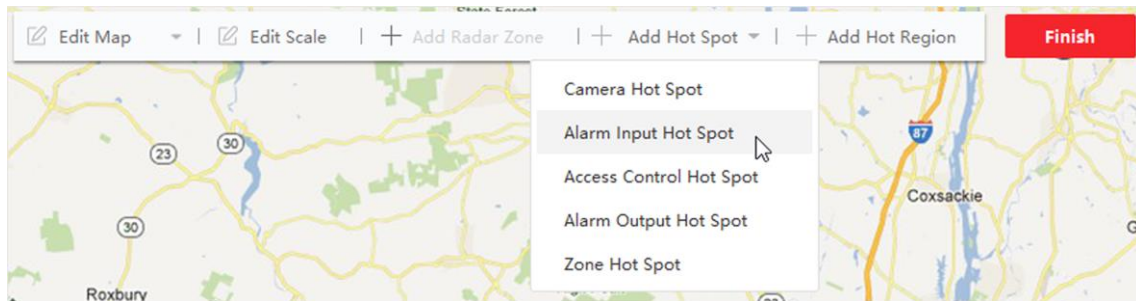 State Forest
Edit Map
Edit Scale
Add Radar Zone
Add Hot Spot
Add Hot Region
Finish
Camera Hot Spot
87
Alarm Input Hot Spot
30
23
Access Control Hot Spot
Coxsackie
30
Alarm Output Hot Spot
Zone Hot Spot
Roxbury